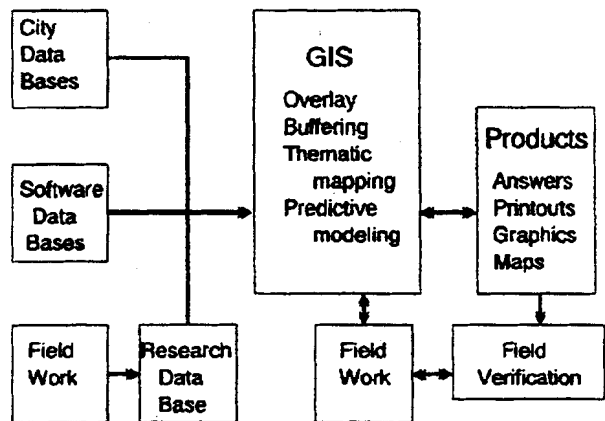 City
Data
Bases
Software
Data
Bases
Field
Work
Research
Data
Base
GIS
Overlay
Buffering
Thematic
mapping
Predictive
modeling
Field
Work
Products
Answers
Printouts
Graphics
Maps
Field
Verification